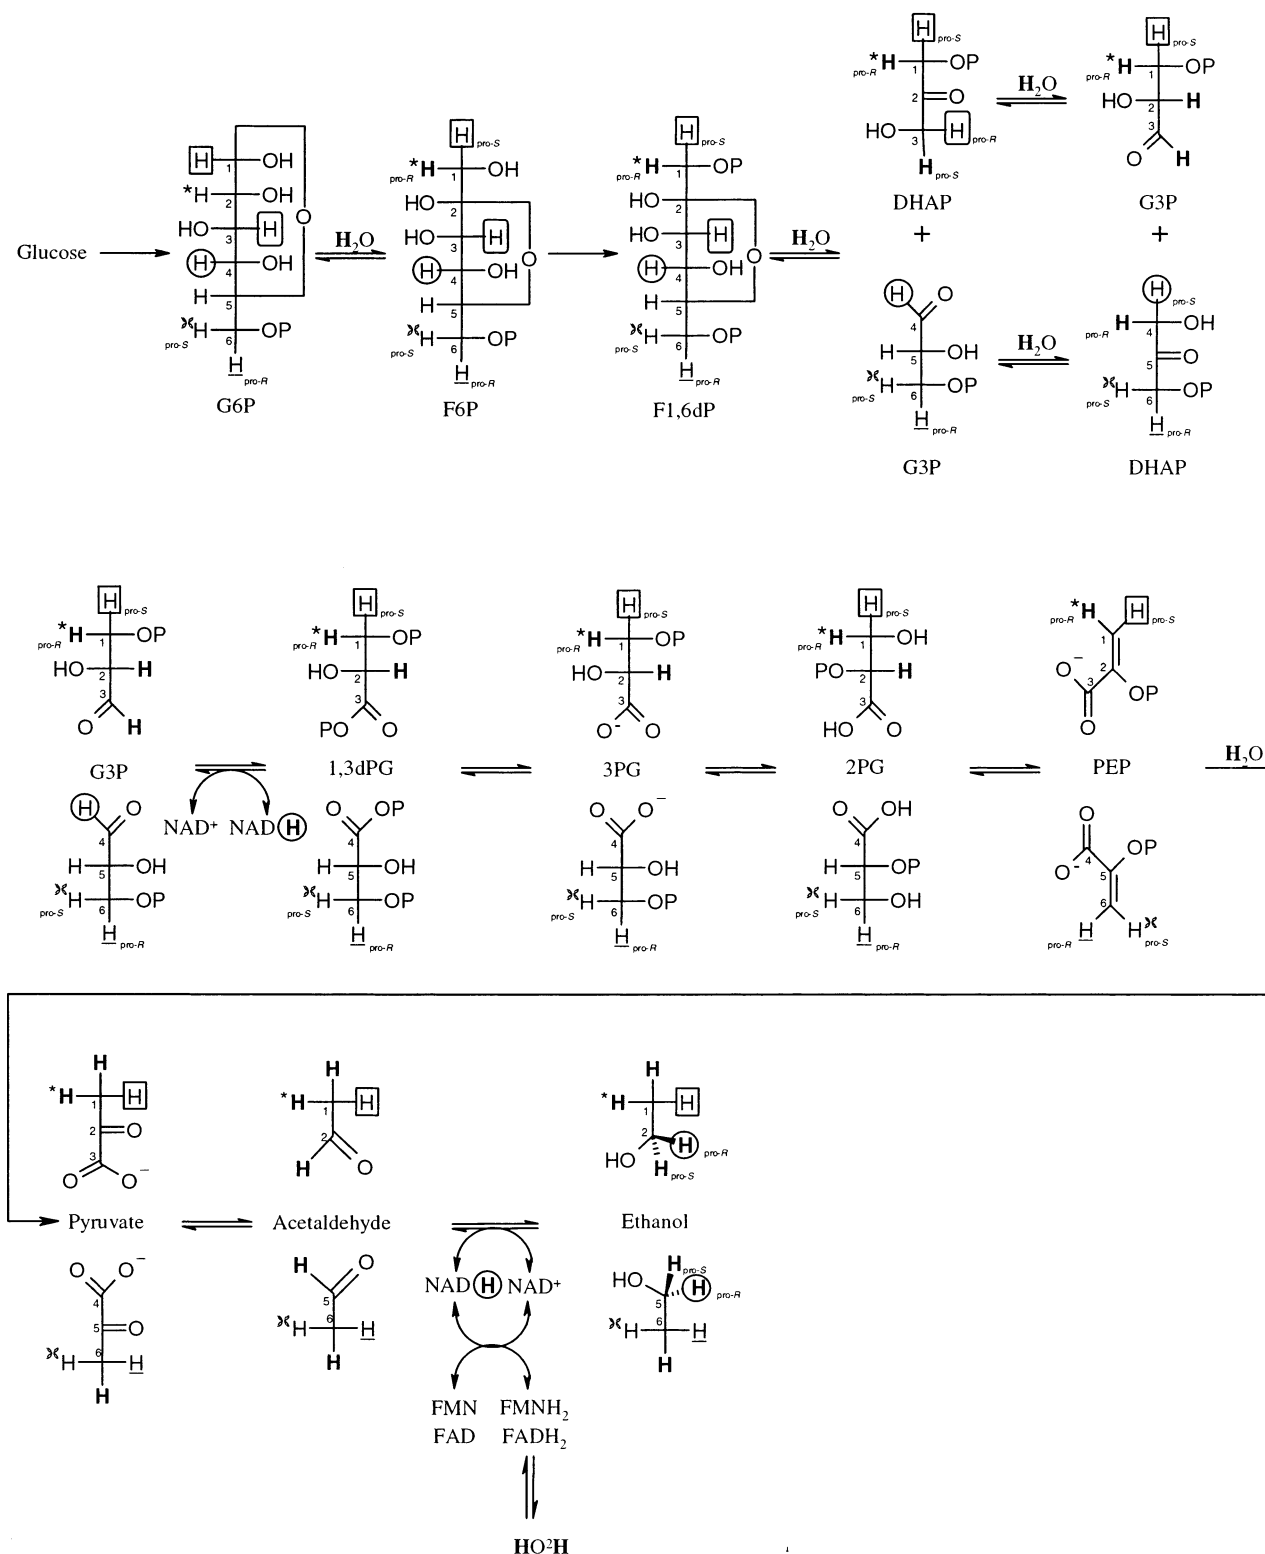 Glucose
H
1
OH
*H
2
OH
HO
3
H
H
4
OH
O
H
5
H
pro-S
6
OP
H pro-R
G6P
H₂O
H pro-S
*H
pro-R
1
OH
HO
2
HO
3
H
H
4
OH
O
H
5
H
pro-S
6
OP
H pro-R
F6P
H pro-S
*H
pro-R
1
OP
HO
2
HO
3
H
H
4
OH
O
H
5
H
pro-S
6
OP
H pro-R
F1,6dP
H₂O
H pro-S
*H
pro-R
1
OP
2
O
HO
3
H pro-R
H pro-S
DHAP
+
H
O
4
H
5
OH
H
pro-S
6
OP
H pro-R
G3P
H₂O
H₂O
H pro-S
*H
pro-R
1
OP
HO
2
H
3
O
H
G3P
+
H pro-S
H
pro-R
4
OH
5
O
H
pro-S
6
OP
H pro-R
DHAP
H pro-S
*H
pro-R
1
OP
HO
2
H
3
O
H
G3P
H
O
4
H
5
OH
H
pro-S
6
OP
H pro-R
NAD⁺ NADH
H pro-S
*H
pro-R
1
OP
HO
2
H
3
PO
O
1,3dPG
O
OP
4
H
5
OH
H
pro-S
6
OP
H pro-R
H pro-S
*H
pro-R
1
OP
HO
2
H
3
O⁻
O
3PG
O
O⁻
4
H
5
OH
H
pro-S
6
OP
H pro-R
H pro-S
*H
pro-R
1
OH
PO
2
H
3
HO
O
2PG
O
OH
4
H
5
OP
H
pro-S
6
OH
H pro-R
*H
pro-R
H pro-S
1
O⁻
2
3
OP
O
PEP
O
O⁻
4
OP
5
6
pro-R
H
H
pro-S
H₂O
H
*H
1
H
2
O
3
O
O⁻
Pyruvate
O
O⁻
4
5
O
6
H
H
H
H
*H
1
H
2
H
O
Acetaldehyde
H
O
5
6
H
H
H
NADH NAD⁺
FMN FMNH₂
FAD FADH₂
HO²H
H
*H
1
H
2
HO
H pro-R
H
pro-S
Ethanol
HO
H pro-S
5
H pro-R
6
H
H
H